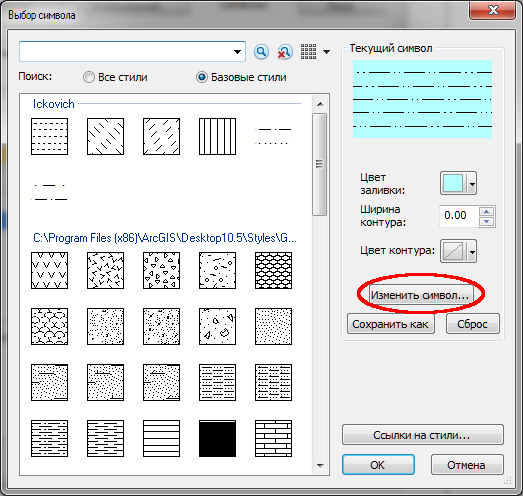 Выбор символа
Поиск:
Все стили
Базовые стили
Ickovich
C:\Program Files (x86)\ArcGIS\Desktop10.5\Styles\G...
Текущий символ
Цвет
заливки:
Ширина
контура:
0.00
Цвет контура:
Изменить символ...
Сохранить как
Сброс
Ссылки на стили...
OK
Отмена